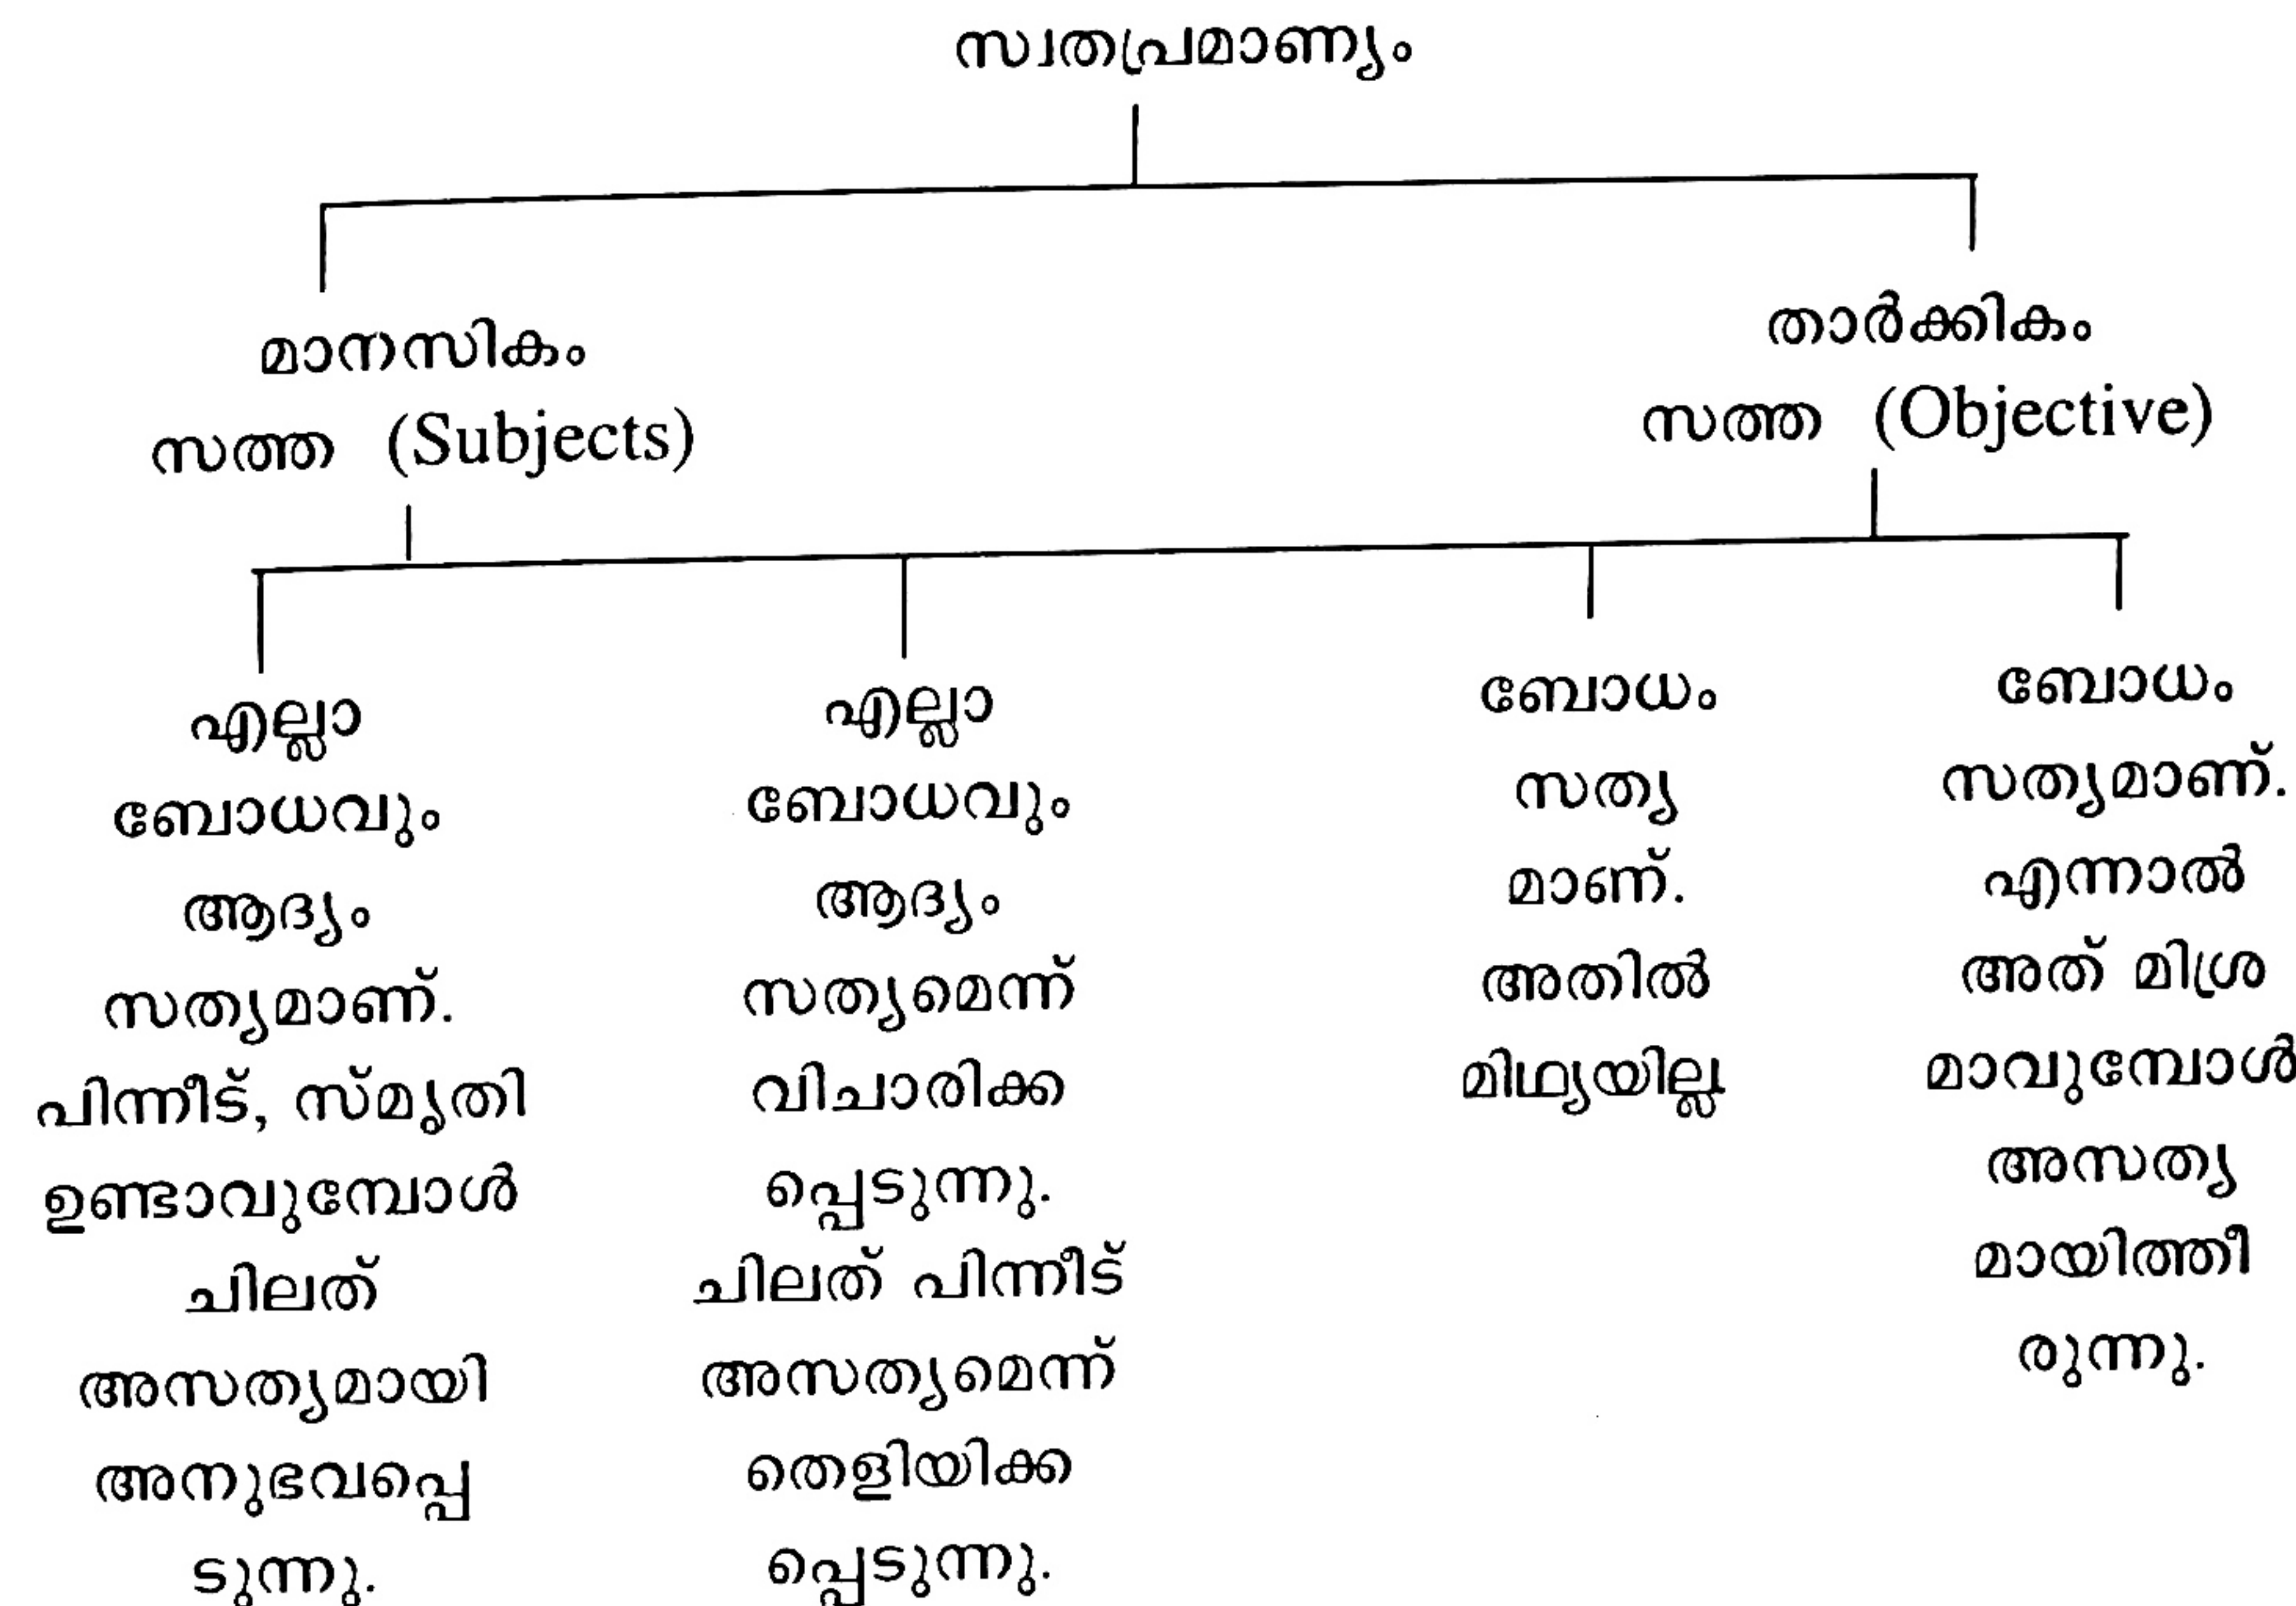 സ്വതപ്രമാണ്യം
മാനസികം
സത്ത (Subjects)
താർക്കികം
സത്ത (Objective)
എല്ലാ
ബോധവും
ആദ്യം
സത്യമാണ്.
പിന്നീട്, സ്മൃതി
ഉണ്ടാവുമ്പോൾ
ചിലത്
അസത്യമായി
അനുഭവപ്പെ
ടുന്നു.
എല്ലാ
ബോധവും
ആദ്യം
സത്യമെന്ന്
വിചാരിക്ക
പ്പെടുന്നു.
ചിലത് പിന്നീട്
അസത്യമെന്ന്
തെളിയിക്ക
പ്പെടുന്നു.
ബോധം
സത്യ
മാണ്.
അതിൽ
മിഥ്യയില്ല
ബോധം
സത്യമാണ്.
എന്നാൽ
അത് മിശ്ര
മാവുമ്പോൾ
അസത്യ
മായിത്തീ
രുന്നു.